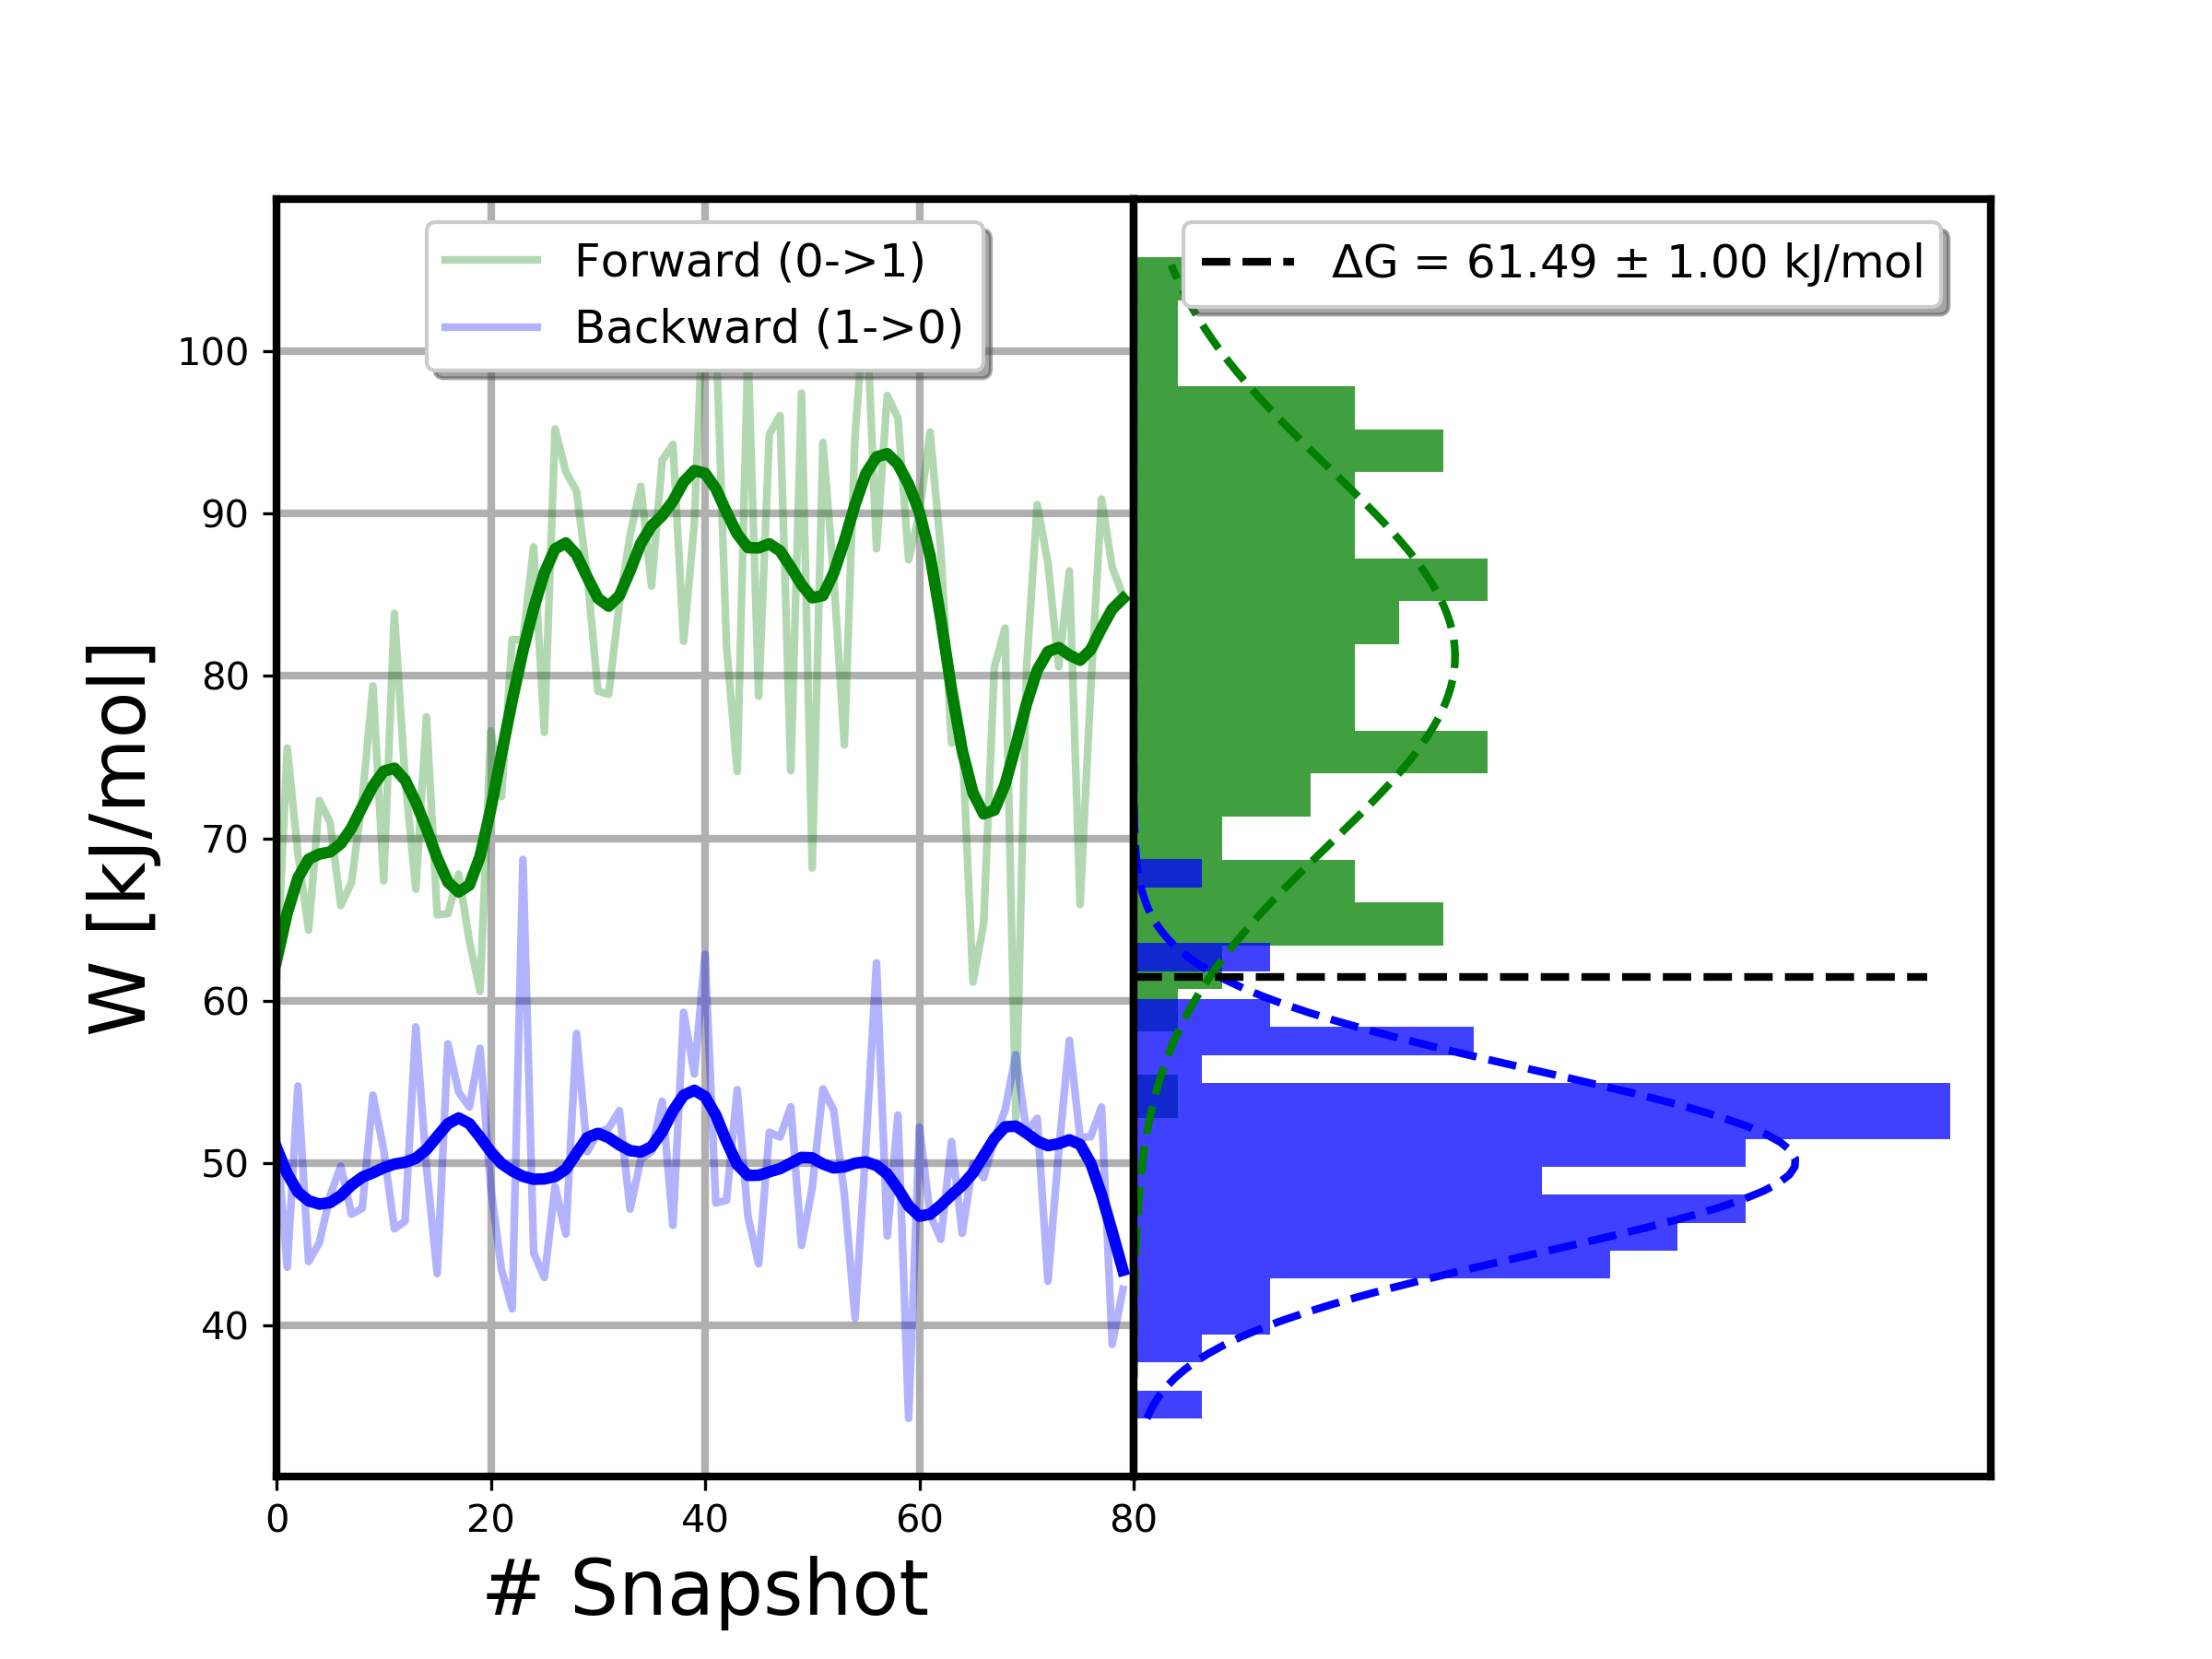 Forward (0->1)
Backward (1->0)
ΔG = 61.49 ± 1.00 kJ/mol
100
90
80
70
60
50
40
W [kJ/mol]
0 20 40 60 80
# Snapshot